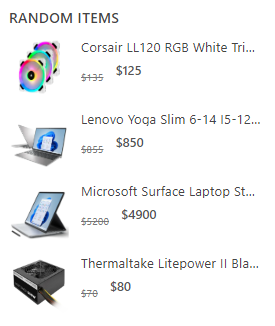 RANDOM ITEMS
Corsair LL120 RGB White Tri...
$135 $125
Lenovo Yoqa Slim 6-14 I5-12...
$855 $850
Microsoft Surface Laptop St...
$5200 $4900
Thermaltake Litepower II Bla...
$70 $80